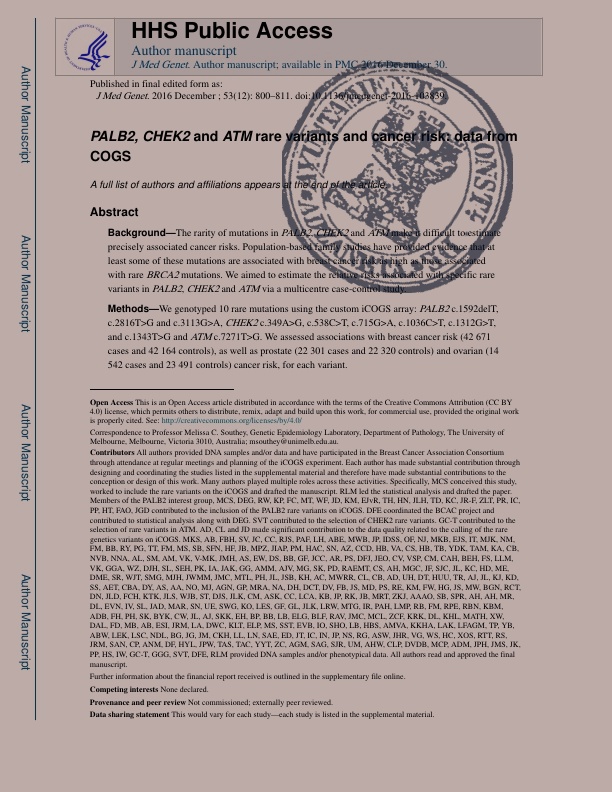 HHS Public Access
Author manuscript
J Med Genet. Author manuscript; available in PMC 2016 December 30.
Published in final edited form as:
J Med Genet. 2016 December ; 53(12): 800–811. doi:10.1136/jmedgenet-2016-103839.
PALB2, CHEK2 and ATM rare variants and cancer risk: data from
COGS
A full list of authors and affiliations appears at the end of the article.
Abstract
Background—The rarity of mutations in PALB2, CHEK2 and ATM make it difficult to estimate
precisely associated cancer risks. Population-based family studies have provided evidence that at
least some of these mutations are associated with breast cancer risk as high as those associated
with rare BRCA2 mutations. We aimed to estimate the relative risks associated with specific rare
variants in PALB2, CHEK2 and ATM via a multicentre case-control study.
Methods—We genotyped 10 rare mutations using the custom iCOGS array: PALB2 c.1592delT,
c.2816T>G and c.3113G>A, CHEK2 c.349A>G, c.538C>T, c.715G>A, c.1036C>T, c.1312G>T,
and c.1343T>G and ATM c.7271T>G. We assessed associations with breast cancer risk (42 671
cases and 42 164 controls), as well as prostate (22 301 cases and 22 320 controls) and ovarian (14
542 cases and 23 491 controls) cancer risk, for each variant.
Open Access This is an Open Access article distributed in accordance with the terms of the Creative Commons Attribution (CC BY
4.0) license, which permits others to distribute, remix, adapt and build upon this work, for commercial use, provided the original work
is properly cited. See: http://creativecommons.org/licenses/by/4.0/
Correspondence to Professor Melissa C. Southey, Genetic Epidemiology Laboratory, Department of Pathology, The University of
Melbourne, Melbourne, Victoria 3010, Australia; msouthey@unimelb.edu.au.
Contributors All authors provided DNA samples and/or data and have participated in the Breast Cancer Association Consortium
through attendance at regular meetings and planning of the iCOGS experiment. Each author has made substantial contribution through
designing and coordinating the studies listed in the supplemental material and therefore have made substantial contributions to the
conception or design of this work. Many authors played multiple roles across these activities. Specifically, MCS conceived this study,
worked to include the rare variants on the iCOGS and drafted the manuscript. RLM led the statistical analysis and drafted the paper.
Members of the PALB2 interest group, MCS, DEG, RW, KP, FC, MT, WF, JD, KM, EJvR, TH, HN, JLH, TD, KC, JR-F, ZLT, PR, IC,
PP, HT, FAO, JGD contributed to the inclusion of PALB2 rare variants on iCOGS. DFE coordinated the BCAC project and
contributed to statistical analysis along with DEG. SVT contributed to the selection of CHEK2 rare variants. GC-T contributed to the
selection of rare variants in ATM. AD, CL and JD made significant contribution to the data quality related to the calling of the rare
genetics variants on iCOGS. MKS, AB, FBH, SV, JC, CC, RJS, PAF, LH, ABE, MWB, JP, IDSS, OF, NJ, MKB, EJS, IT, MJK, NM,
FM, BB, RY, PG, TT, FM, MS, SB, SFN, HF, JB, MPZ, JIAP, PM, HAC, SN, AZ, CCD, HB, VA, CS, HB, TB, YDK, TAM, KA, CB,
NVB, NNA, AL, SM, AM, VK, V-MK, JMH, AS, EW, DS, BB, GF, JCC, AR, PS, DFJ, JEO, CV, VSP, CM, CAH, BEH, FS, LLM,
VK, GGA, WZ, DJH, SL, SEH, PK, IA, JAK, GG, AMM, AJV, MG, SK, PD, RAEMT, CS, AH, MGC, JF, SJC, JL, KC, HD, ME,
DME, SR, WJT, SMG, MJH, JWMM, JMC, MTL, PH, JL, JSB, KH, AC, MWRR, CL, CB, AD, UH, DT, HUU, TR, AJ, JL, KJ, KD,
SS, AET, CBA, DY, AS, AA, NO, MJ, AGN, GP, MRA, NA, DH, DCT, DV, FB, JS, MD, PS, RE, KM, FW, HG, JS, MW, BGN, RCT,
DN, JLD, FCH, KTK, JLS, WJB, ST, DJS, JLK, CM, ASK, CC, LCA, KB, JP, RK, JB, MRT, ZKJ, AAAO, SB, SPR, AH, AH, MR,
DL, EVN, IV, SL, IAD, MAR, SN, UE, SWG, KO, LES, GF, GL, JLK, LRW, MTG, IR, PAH, LMP, RB, FM, RPE, RBN, KBM,
ADB, FH, PH, SK, BYK, CW, JL, AJ, SKK, EH, BP, BB, LB, ELG, BLF, RAV, JMC, MCL, ZCF, KRK, DL, KHL, MATH, XW,
DAL, FD, MB, AB, ESI, JRM, LA, DWC, KLT, ELP, MS, SST, EVB, IO, SHO, LB, HBS, AMVA, KKHA, LAK, LFAGM, TP, YB,
ABW, LEK, LSC, NDL, BG, JG, JM, CKH, LL, LN, SAE, ED, JT, IC, DN, JP, NS, RG, ASW, JHR, VG, WS, HC, XOS, RTT, RS,
JRM, SAN, CP, ANM, DF, HYL, JPW, TAS, TAC, YYT, ZC, AGM, SAG, SJR, UM, AHW, CLP, DVDB, MCP, ADM, JPH, JMS, JK,
PP, HS, IW, GC-T, GGG, SVT, DFE, RLM provided DNA samples and/or phenotypical data. All authors read and approved the final
manuscript.
Further information about the financial report received is outlined in the supplementary file online.
Competing interests None declared.
Provenance and peer review Not commissioned; externally peer reviewed.
Data sharing statement This would vary for each study—each study is listed in the supplemental material.
Author Manuscript
Author Manuscript
Author Manuscript
Author Manuscript